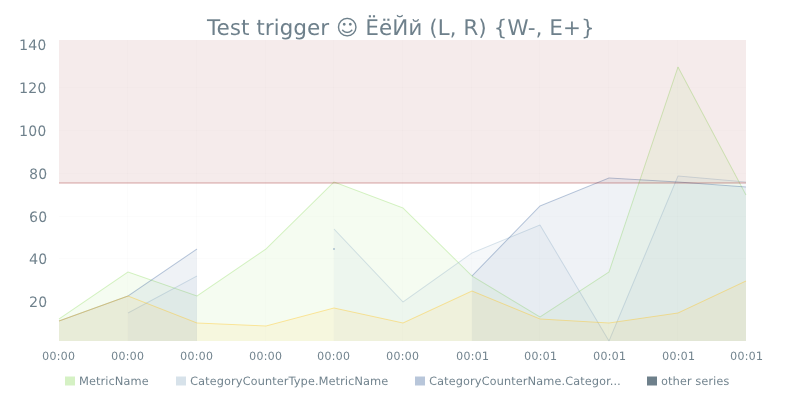 Test trigger ☺ ЁёЙй (L, R) {W-, E+}
140
120
100
80
60
40
20
00:00 00:00 00:00 00:00 00:00 00:00 00:01 00:01 00:01 00:01 00:01
MetricName CategoryCounterType.MetricName CategoryCounterName.Categor... other series